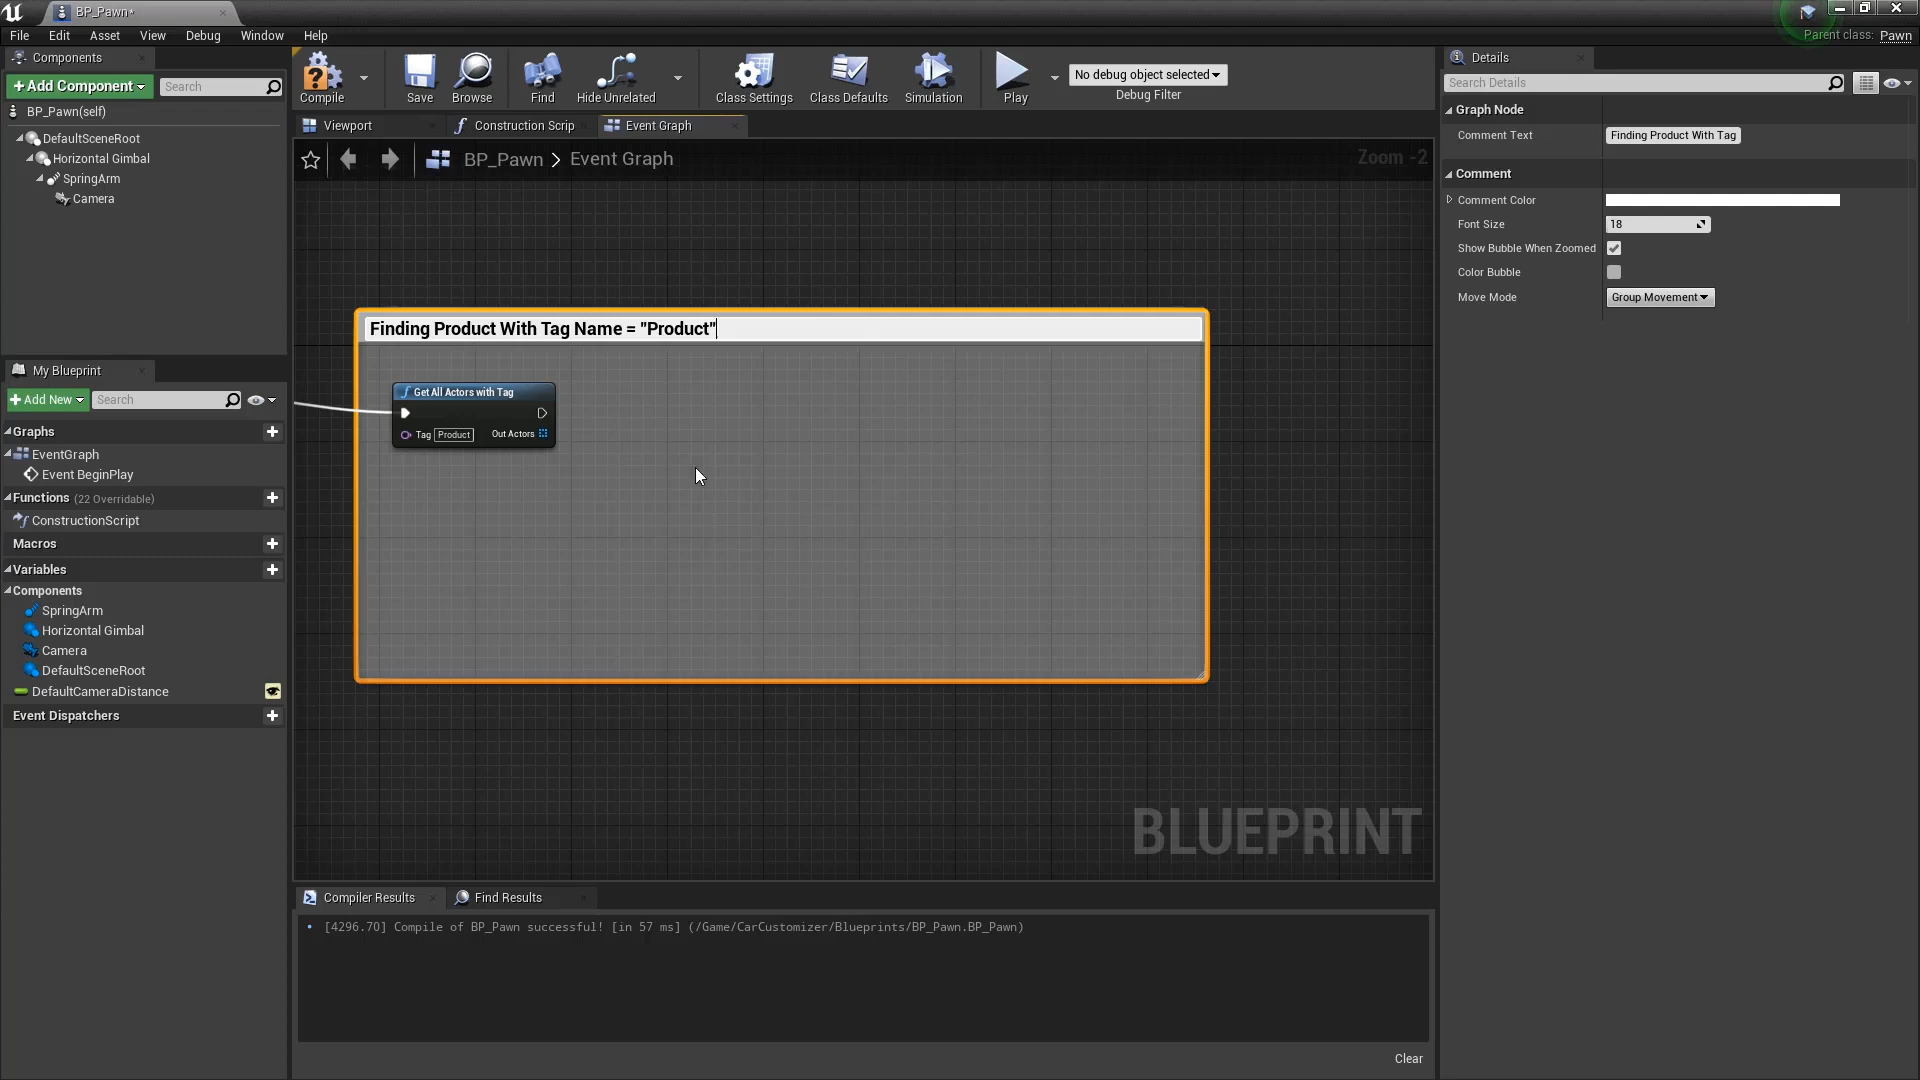 BP_Pawn*
File Edit Asset View Debug Window Help
Parent class: Pawn
Components
+ Add Component
Search
BP_Pawn(self)
DefaultSceneRoot
Horizontal Gimbal
SpringArm
Camera
Compile
Save
Browse
Find
Hide Unrelated
Class Settings
Class Defaults
Simulation
Play
No debug object selected
Debug Filter
Viewport
Construction Scrip
Event Graph
BP_Pawn > Event Graph
Zoom -2
Finding Product With Tag Name = "Product"
Get All Actors with Tag
Tag Product
Out Actors
BLUEPRINT
My Blueprint
+ Add New
Search
Graphs
EventGraph
Event BeginPlay
Functions (22 Overridable)
ConstructionScript
Macros
Variables
Components
SpringArm
Horizontal Gimbal
Camera
DefaultSceneRoot
DefaultCameraDistance
Event Dispatchers
Compiler Results
Find Results
[4296.70] Compile of BP_Pawn successful! [in 57 ms] (/Game/CarCustomizer/Blueprints/BP_Pawn.BP_Pawn)
Clear
Details
Search Details
Graph Node
Comment Text Finding Product With Tag
Comment
Comment Color
Font Size 18
Show Bubble When Zoomed
Color Bubble
Move Mode Group Movement